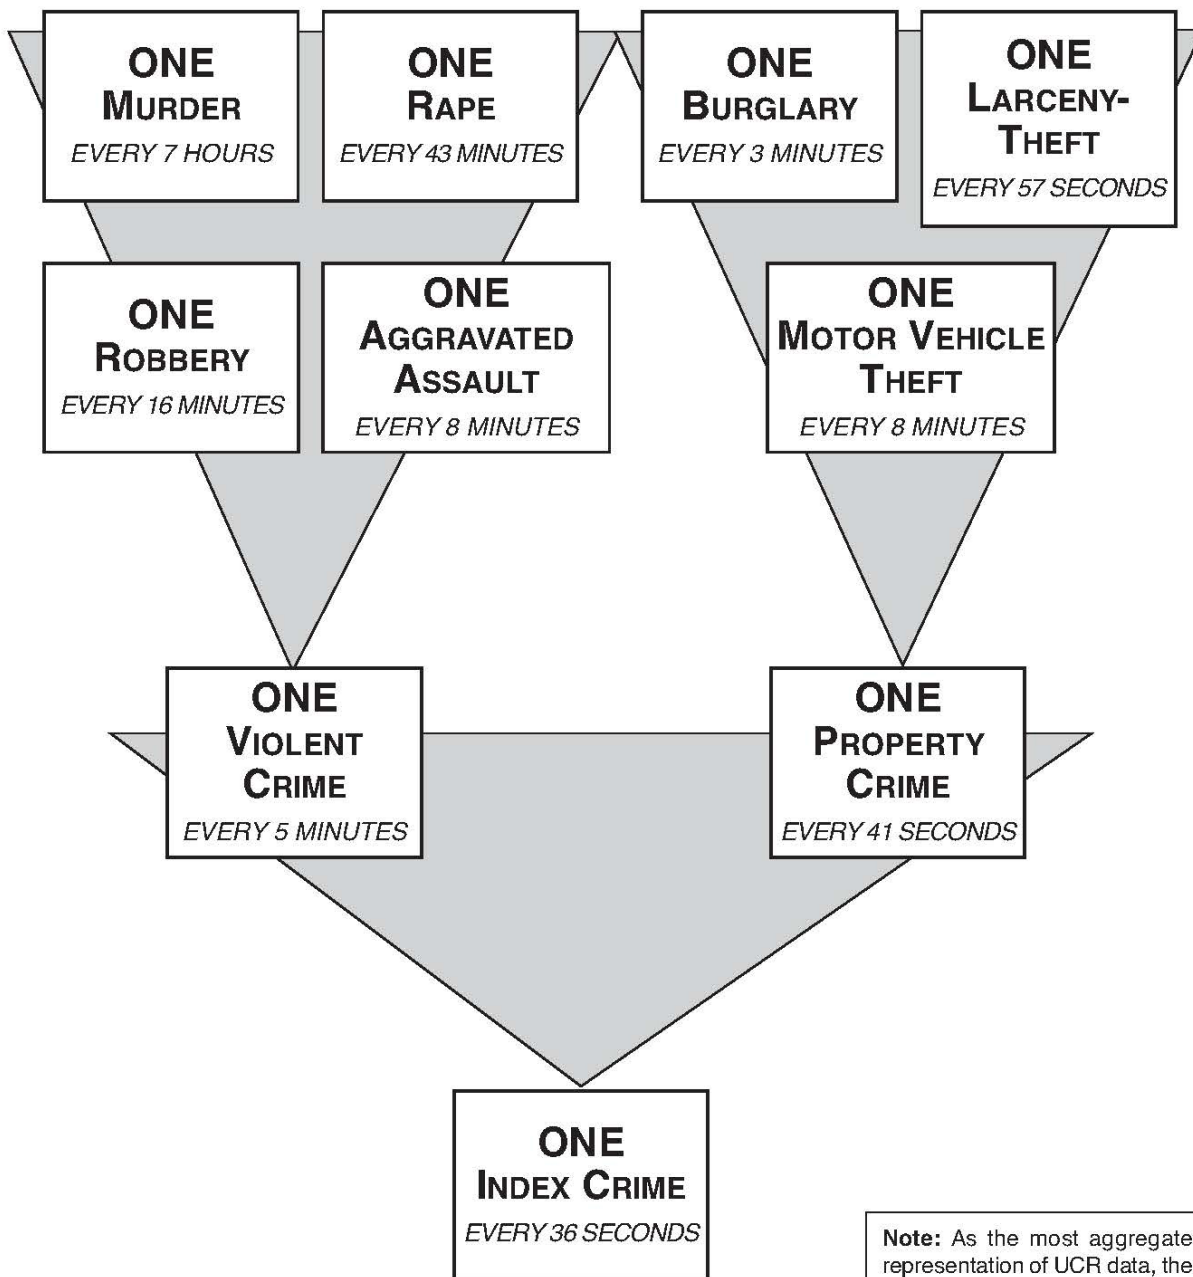 ONE
MURDER
EVERY 7 HOURS
ONE
RAPE
EVERY 43 MINUTES
ONE
BURGLARY
EVERY 3 MINUTES
ONE
LARCENY-
THEFT
EVERY 57 SECONDS
ONE
ROBBERY
EVERY 16 MINUTES
ONE
AGGRAVATED
ASSAULT
EVERY 8 MINUTES
ONE
MOTOR VEHICLE
THEFT
EVERY 8 MINUTES
ONE
VIOLENT
CRIME
EVERY 5 MINUTES
ONE
PROPERTY
CRIME
EVERY 41 SECONDS
ONE
INDEX CRIME
EVERY 36 SECONDS
Note: As the most aggregate
representation of UCR data, the